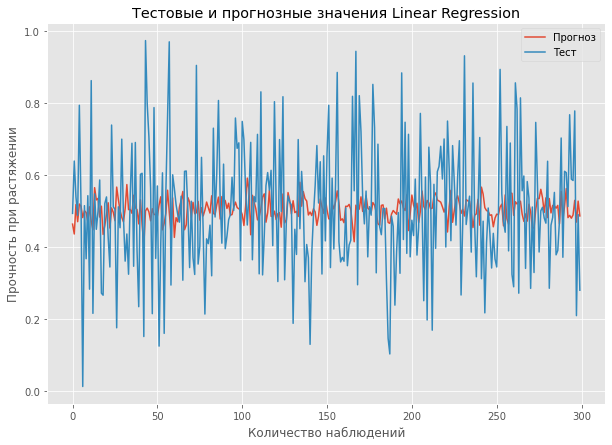 Тестовые и прогнозные значения Linear Regression
Прогноз
Тест
Прочность при растяжении
1.0
0.8
0.6
0.4
0.2
0.0
0 50 100 150 200 250 300
Количество наблюдений